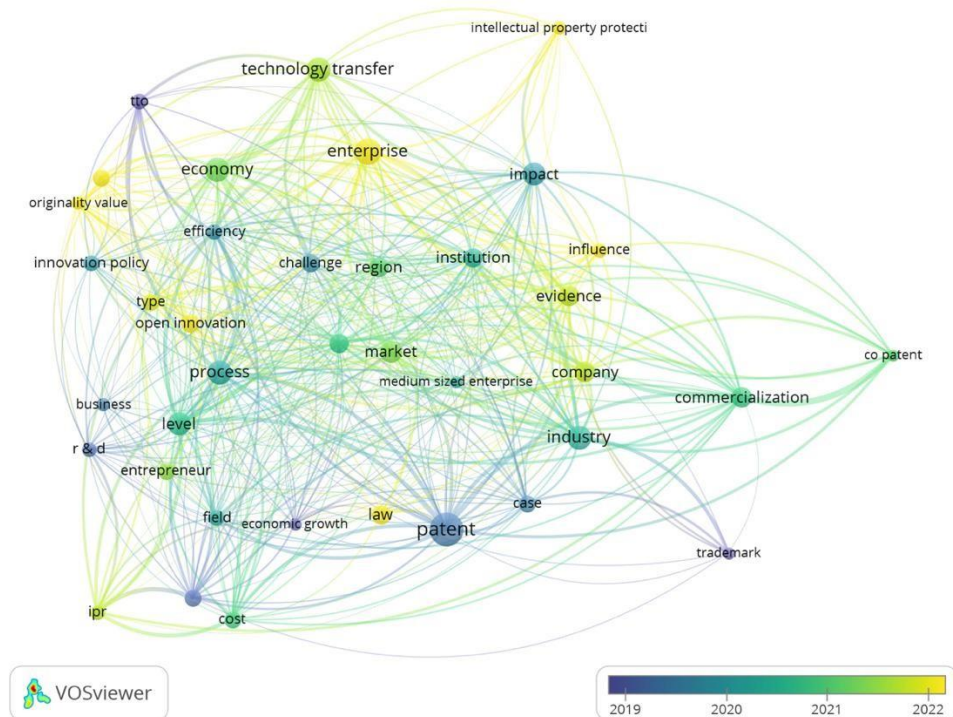 intellectual property protecti
technology transfer
tto
enterprise
economy
impact
originality value
efficiency
influence
innovation policy
challenge
region
institution
type
evidence
open innovation
market
co patent
process
medium sized enterprise
company
business
commercialization
level
industry
r & d
entrepreneur
case
field
economic growth
law
patent
trademark
ipr
cost
VOSviewer
2019
2020
2021
2022